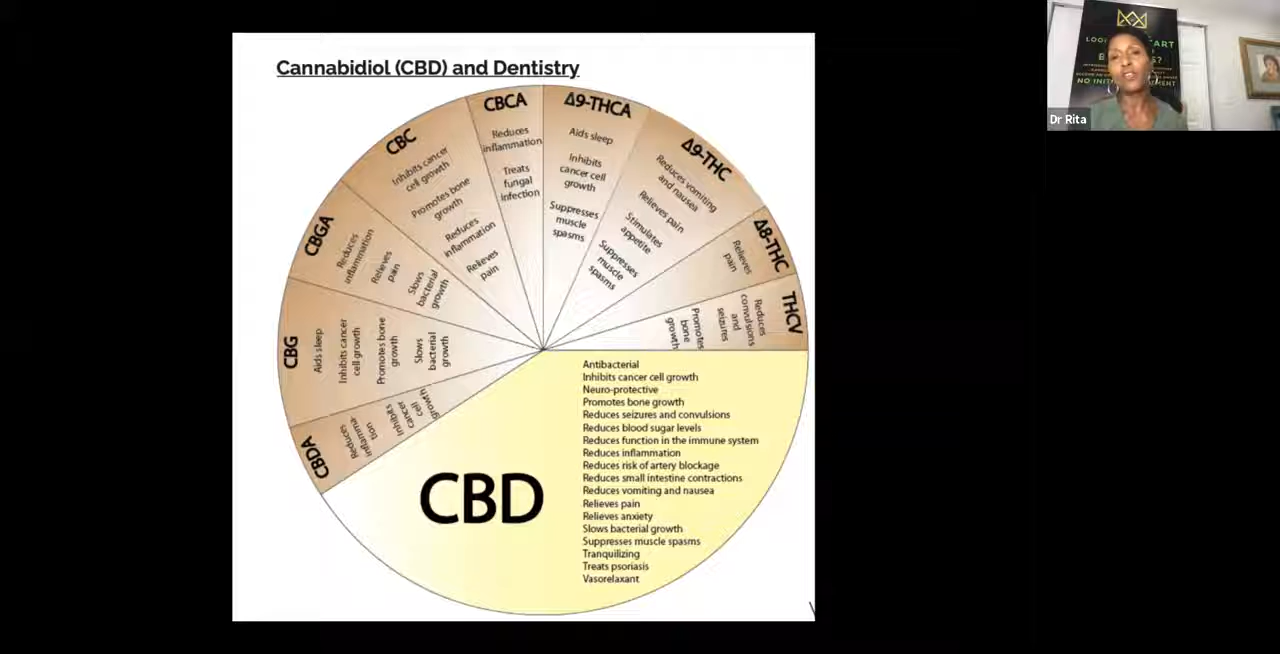 Cannabidiol (CBD) and Dentistry
CBDA
Reduces
inflamma-
tion
Inhibits
cancer
cell
growth
CBG
Aids sleep
Inhibits cancer
cell growth
Promotes bone
growth
Slows
bacterial
growth
CBGA
Reduces
inflammation
Relieves
pain
Slows
bacterial
growth
CBC
Inhibits cancer
cell growth
Promotes bone
growth
Reduces
inflammation
Relieves
pain
CBCA
Reduces
inflammation
Treats
fungal
infection
Δ9-THCA
Aids sleep
Inhibits
cancer cell
growth
Suppresses
muscle
spasms
Δ9-THC
Reduces vomiting
and nausea
Relieves pain
Stimulates
appetite
Suppresses
muscle
spasms
Δ8-THC
Relieves
pain
THCV
Reduces
convulsions
and
seizures
Promotes
bone
growth
CBD
Antibacterial
Inhibits cancer cell growth
Neuro-protective
Promotes bone growth
Reduces seizures and convulsions
Reduces blood sugar levels
Reduces function in the immune system
Reduces inflammation
Reduces risk of artery blockage
Reduces small intestine contractions
Reduces vomiting and nausea
Relieves pain
Relieves anxiety
Slows bacterial growth
Suppresses muscle spasms
Tranquilizing
Treats psoriasis
Vasorelaxant
Dr Rita